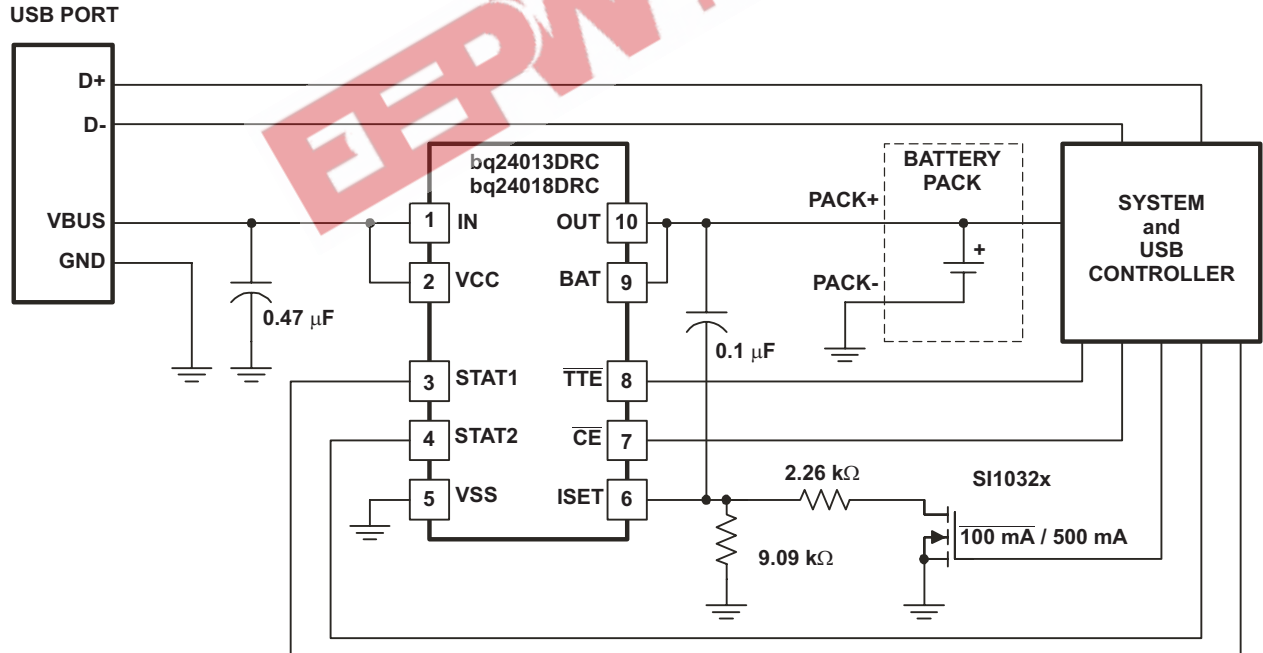 USB PORT
D+
D-
VBUS
GND
0.47 μF
bq24013DRC
bq24018DRC
1 IN
2 VCC
3 STAT1
4 STAT2
5 VSS
OUT 10
BAT 9
TTE 8
CE 7
ISET 6
0.1 μF
PACK+
PACK-
BATTERY
PACK
+
SYSTEM
and
USB
CONTROLLER
2.26 kΩ
9.09 kΩ
SI1032x
100 mA / 500 mA